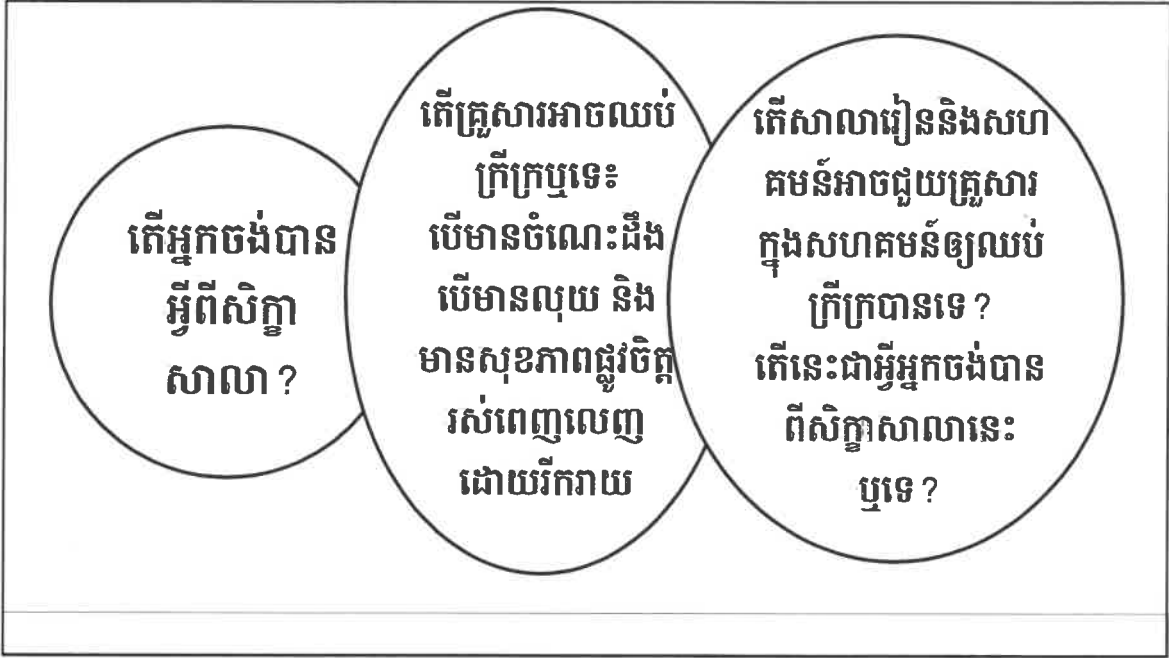 តើអ្នកចង់បាន
អ្វីពីសិក្ខា
សាលា ?
តើគ្រួសារអាចឈប់
ក្រីក្រឬទេ៖
បើមានចំណេះដឹង
បើមានលុយ និង
មានសុខភាពផ្លូវចិត្ត
រស់ពេញលេញ
ដោយរីករាយ
តើសាលារៀននិងសហ
គមន៍អាចជួយគ្រួសារ
ក្នុងសហគមន៍ឲ្យឈប់
ក្រីក្របានទេ ?
តើនេះជាអ្វីអ្នកចង់បាន
ពីសិក្ខាសាលានេះ
ឬទេ ?